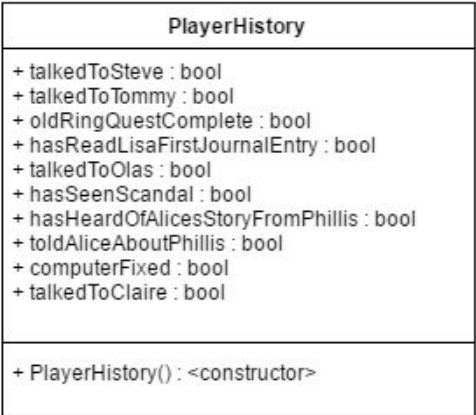 PlayerHistory
+ talkedToSteve : bool
+ talkedToTommy : bool
+ oldRingQuestComplete : bool
+ hasReadLisaFirstJournalEntry : bool
+ talkedToOlas : bool
+ hasSeenScandal : bool
+ hasHeardOfAlicesStoryFromPhillis : bool
+ toldAliceAboutPhillis : bool
+ computerFixed : bool
+ talkedToClaire : bool
+ PlayerHistory() : <constructor>